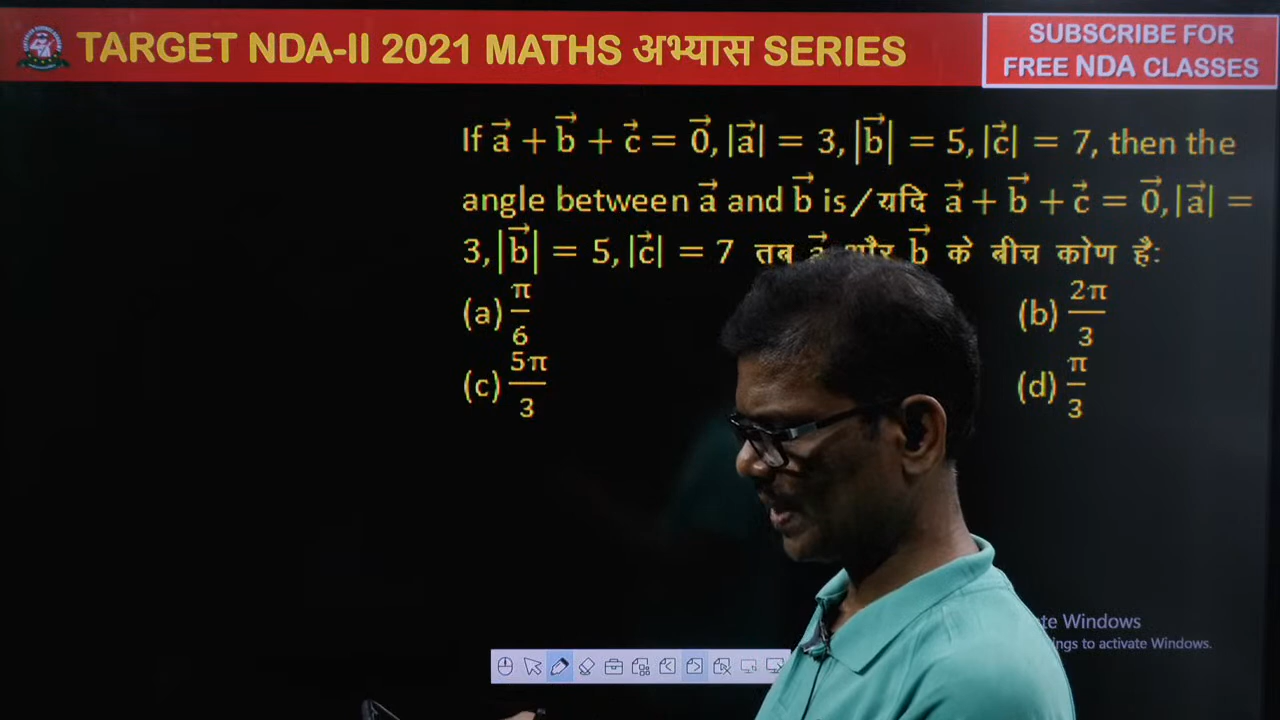 TARGET NDA-II 2021 MATHS अभ्यास SERIES
SUBSCRIBE FOR
FREE NDA CLASSES
If a⃗ + b⃗ + c⃗ = 0⃗, |a⃗| = 3, |b⃗| = 5, |c⃗| = 7, then the
angle between a⃗ and b⃗ is/यदि a⃗ + b⃗ + c⃗ = 0⃗, |a⃗| =
3, |b⃗| = 5, |c⃗| = 7 तब a⃗ और b⃗ के बीच कोण है:
(a) π/6
(b) 2π/3
(c) 5π/3
(d) π/3
Windows
to activate Windows.